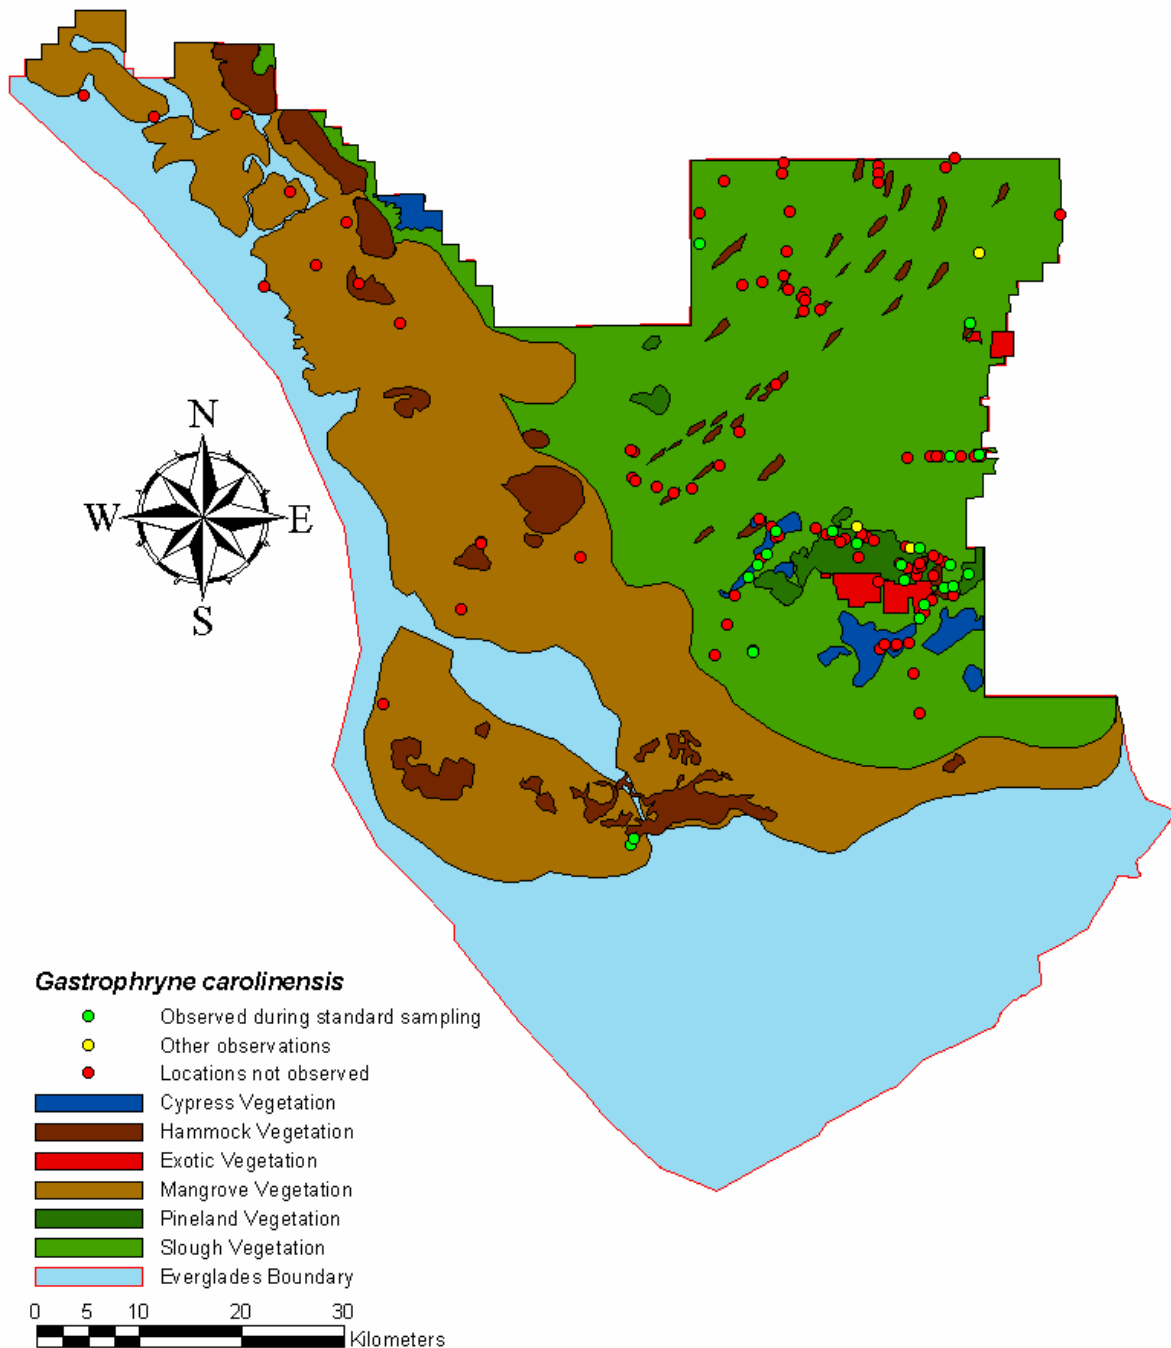 N
W E
S
Gastrophryne carolinensis
Observed during standard sampling
Other observations
Locations not observed
Cypress Vegetation
Hammock Vegetation
Exotic Vegetation
Mangrove Vegetation
Pineland Vegetation
Slough Vegetation
Everglades Boundary
0 5 10 20 30
Kilometers